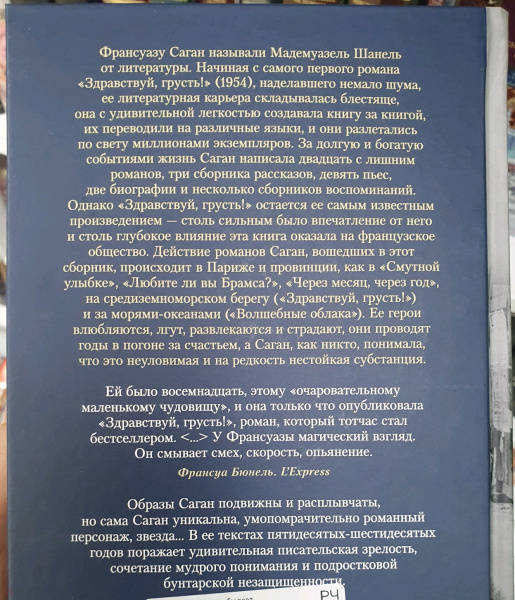 Франсуазу Саган называли Мадемуазель Шанель
от литературы. Начиная с самого первого романа
«Здравствуй, грусть!» (1954), наделавшего немало шума,
ее литературная карьера складывалась блестяще,
она с удивительной легкостью создавала книгу за книгой,
их переводили на различные языки, и они разлетались
по свету миллионами экземпляров. За долгую и богатую
событиями жизнь Саган написала двадцать с лишним
романов, три сборника рассказов, девять пьес,
две биографии и несколько сборников воспоминаний.
Однако «Здравствуй, грусть!» остается ее самым известным
произведением — столь сильным было впечатление от него
и столь глубокое влияние эта книга оказала на французское
общество. Действие романов Саган, вошедших в этот
сборник, происходит в Париже и провинции, как в «Смутной
улыбке», «Любите ли вы Брамса?», «Через месяц, через год»,
на средиземноморском берегу («Здравствуй, грусть!»)
и за морями-океанами («Волшебные облака»). Ее герои
влюбляются, лгут, развлекаются и страдают, они проводят
годы в погоне за счастьем, а Саган, как никто, понимала,
что это неуловимая и на редкость нестойкая субстанция.
Ей было восемнадцать, этому «очаровательному
маленькому чудовищу», и она только что опубликовала
«Здравствуй, грусть!», роман, который тотчас стал
бестселлером. <...> У Франсуазы магический взгляд.
Он смывает смех, скорость, опьянение.
Франсуа Бюнель. L'Express
Образы Саган подвижны и расплывчаты,
но сама Саган уникальна, умопомрачительно романный
персонаж, звезда... В ее текстах пятидесятых-шестидесятых
годов поражает удивительная писательская зрелость,
сочетание мудрого понимания и подростковой
бунтарской незащищенности.
РЧ